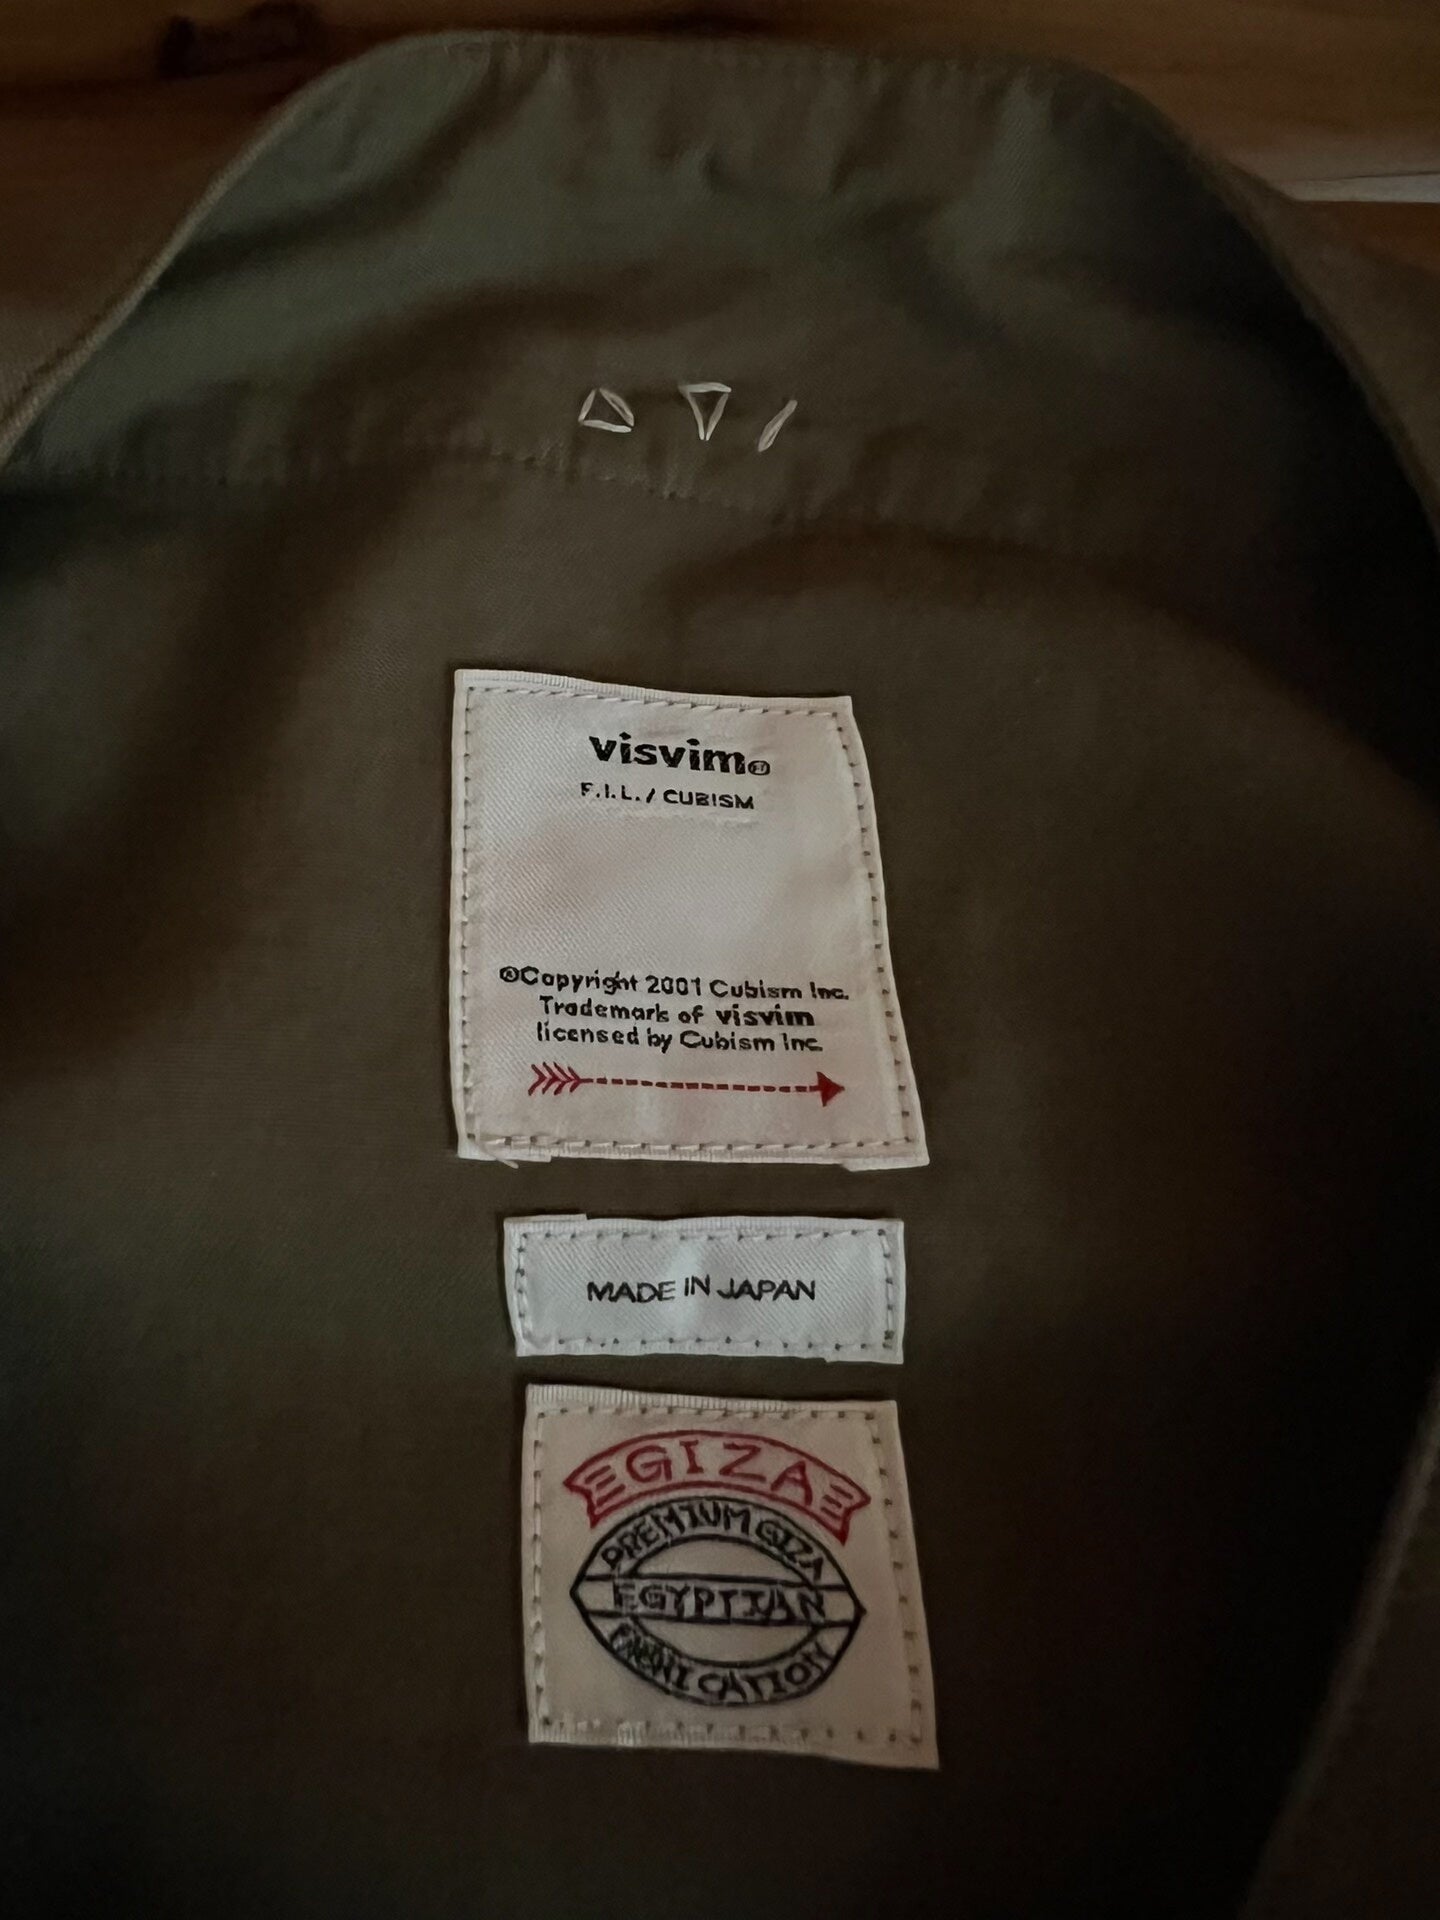 visvim®
F.I.L. / CUBISM
®Copyright 2001 Cubism Inc.
Trademark of visvim
licensed by Cubism Inc.
MADE IN JAPAN
GIZA
PREMIUM GIZA
EGYPTIAN